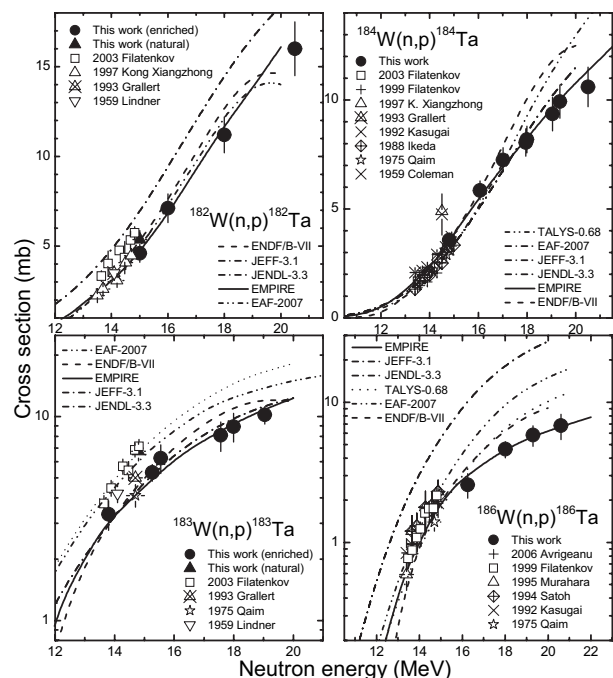 Cross section (mb)
15
10
5
0
12 14 16 18 20
This work (enriched)
This work (natural)
2003 Filatenkov
1997 Kong Xiangzhong
1993 Grallert
1959 Lindner
¹⁸²W(n,p)¹⁸²Ta
ENDF/B-VII
JEFF-3.1
JENDL-3.3
EMPIRE
EAF-2007
15
10
5
0
12 14 16 18 20 22
¹⁸⁴W(n,p)¹⁸⁴Ta
This work
2003 Filatenkov
1999 Filatenkov
1997 K. Xiangzhong
1993 Grallert
1992 Kasugai
1988 Ikeda
1975 Qaim
1959 Coleman
TALYS-0.68
EAF-2007
JEFF-3.1
JENDL-3.3
EMPIRE
ENDF/B-VII
10
1
12 14 16 18 20
EAF-2007
ENDF/B-VII
EMPIRE
JEFF-3.1
JENDL-3.3
¹⁸³W(n,p)¹⁸³Ta
This work (enriched)
This work (natural)
2003 Filatenkov
1993 Grallert
1975 Qaim
1959 Lindner
10
1
12 14 16 18 20 22
EMPIRE
JEFF-3.1
JENDL-3.3
TALYS-0.68
EAF-2007
ENDF/B-VII
¹⁸⁶W(n,p)¹⁸⁶Ta
This work
2006 Avrigeanu
1999 Filatenkov
1995 Murahara
1994 Satoh
1992 Kasugai
1975 Qaim
Neutron energy (MeV)